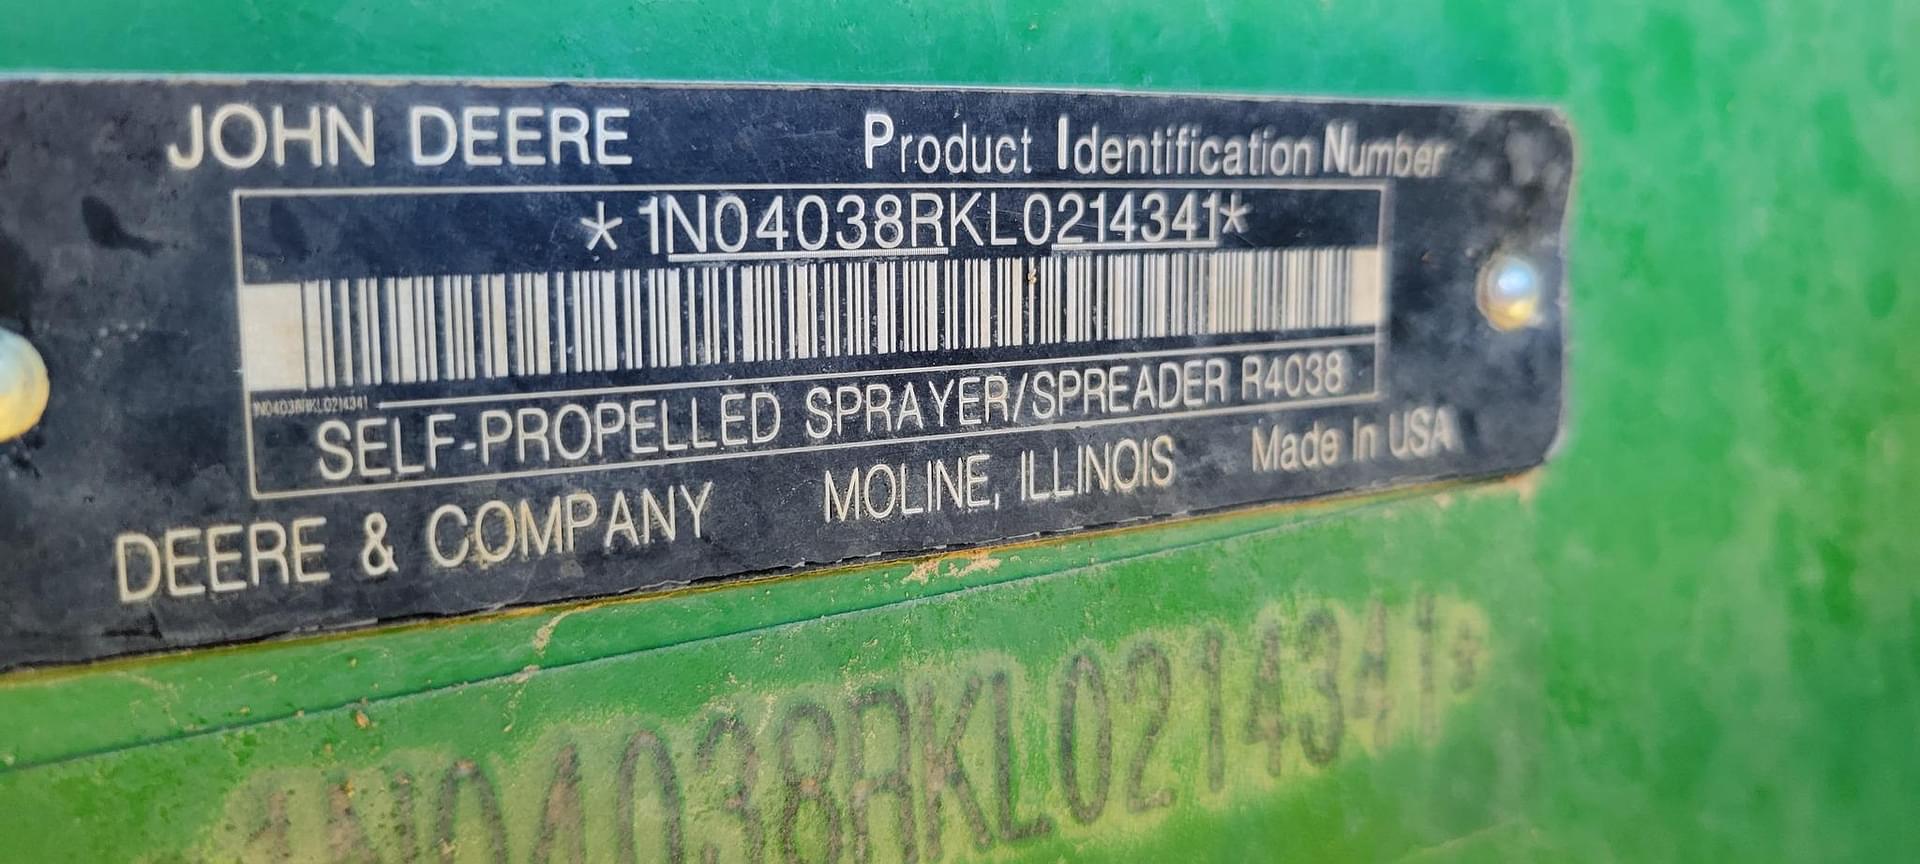 JOHN DEERE Product Identification Number
*1N04038RKL0214341*
1N04038RKL0214341
SELF-PROPELLED SPRAYER/SPREADER R4038
DEERE & COMPANY MOLINE, ILLINOIS Made In USA
1N04038RKL0214341*